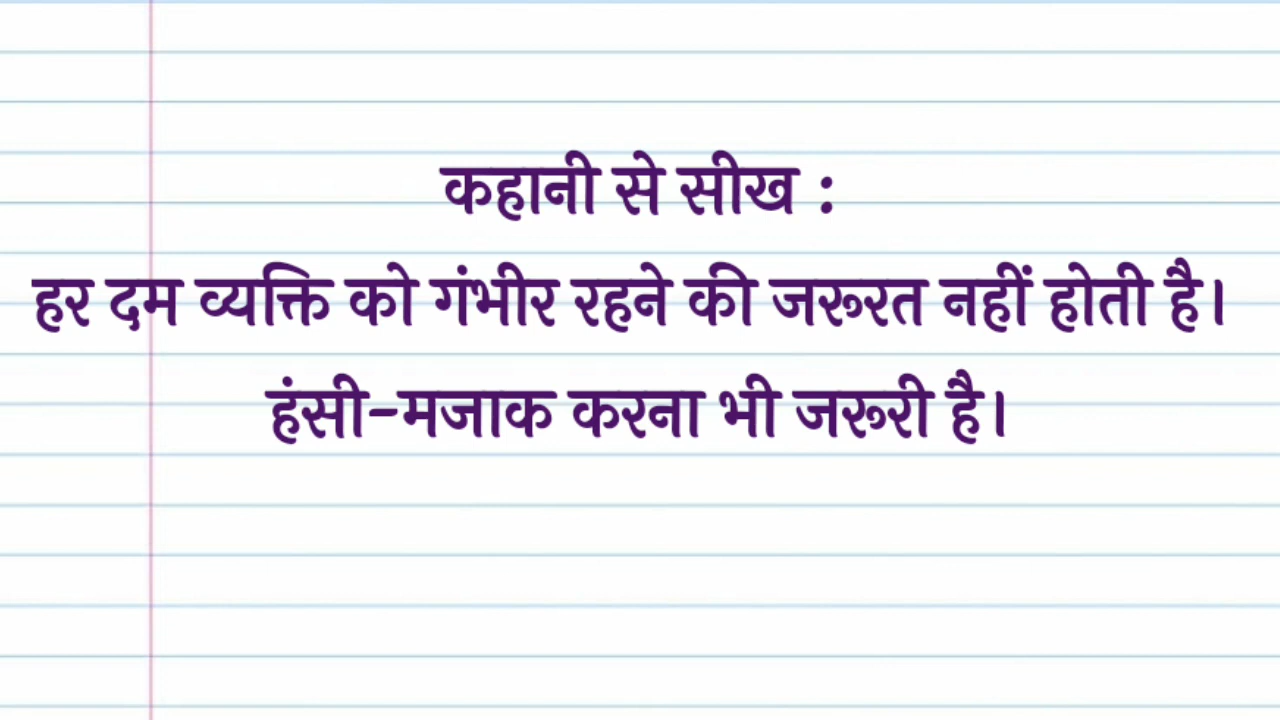 कहानी से सीख :
हर दम व्यक्ति को गंभीर रहने की जरूरत नहीं होती है।
हंसी-मजाक करना भी जरूरी है।